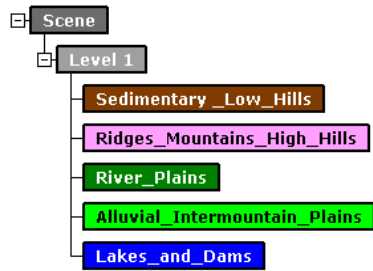 Scene
Level 1
Sedimentary _Low_Hills
Ridges_Mountains_High_Hills
River_Plains
Alluvial_Intermountain_Plains
Lakes_and_Dams